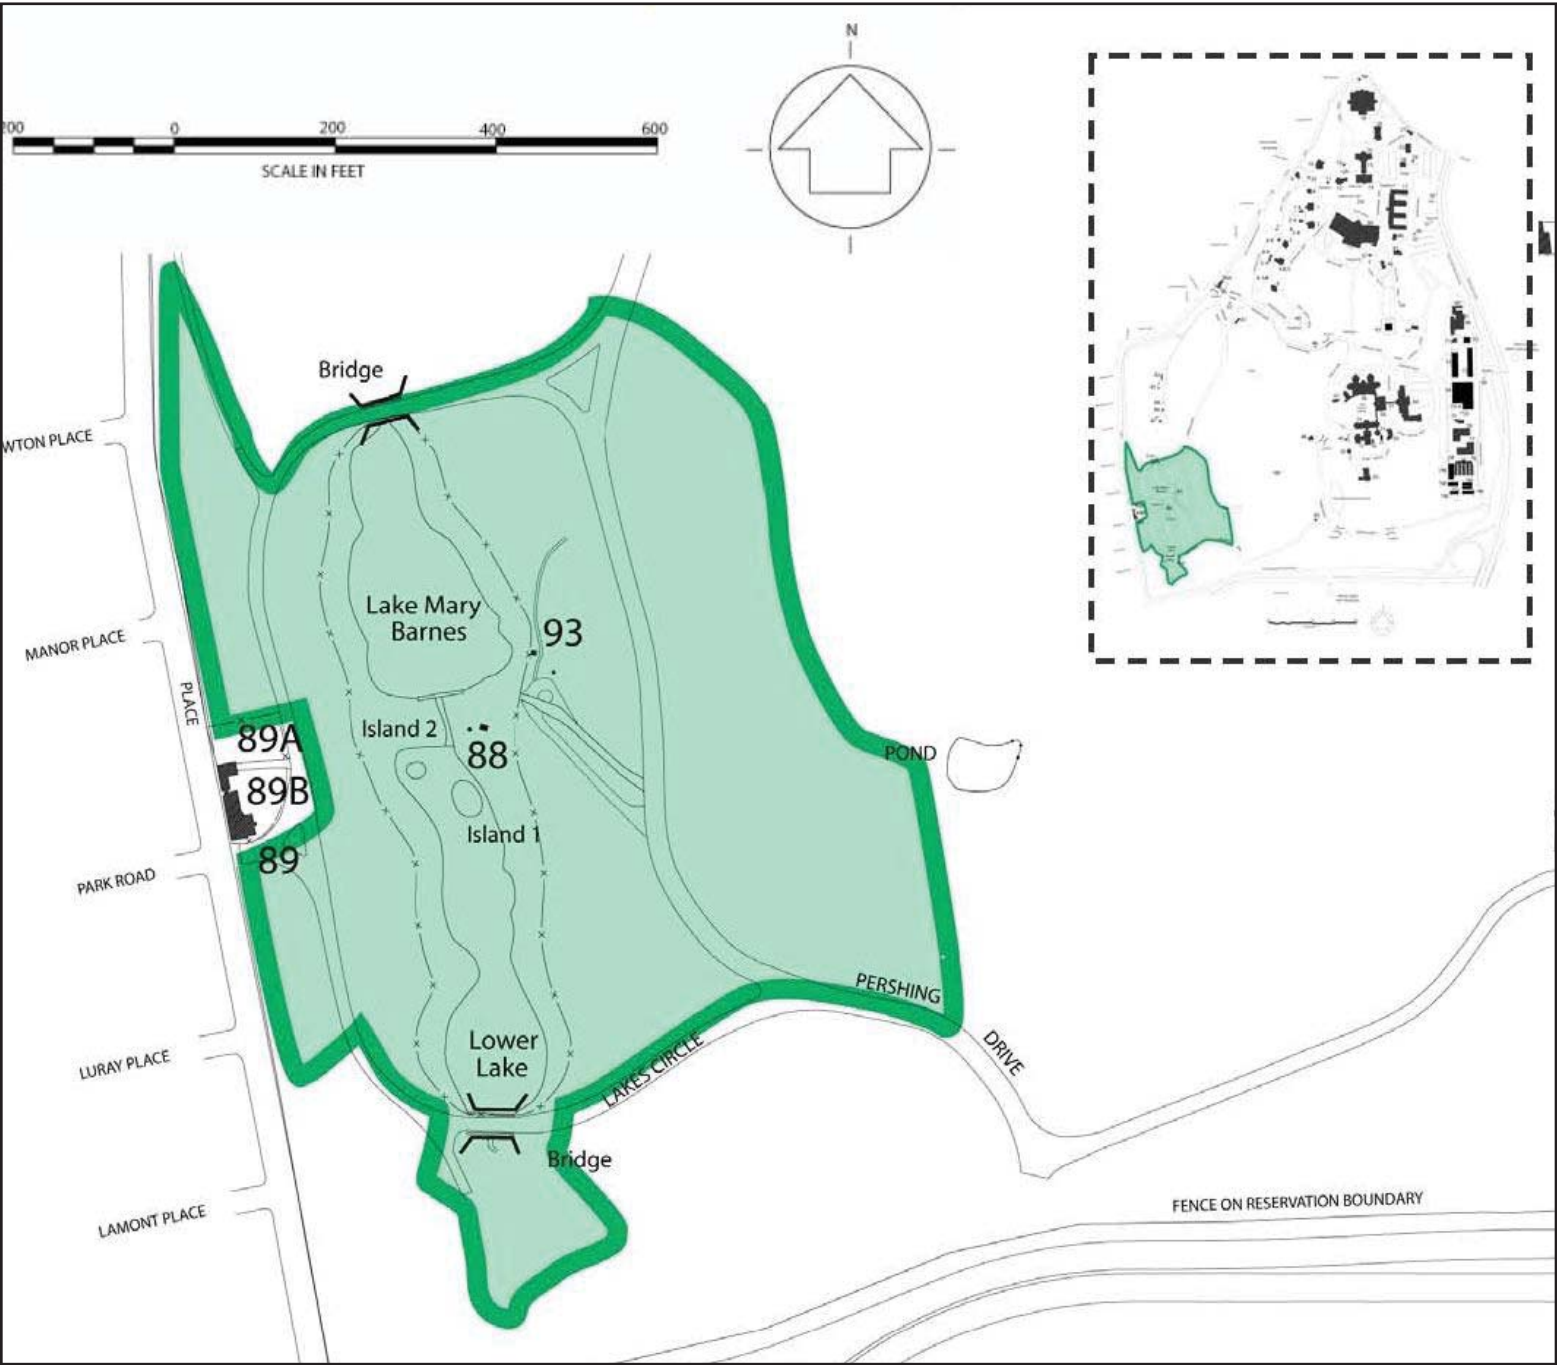 N
200
0
200
400
600
SCALE IN FEET
Bridge
WTON PLACE
Lake Mary
Barnes
93
MANOR PLACE
PLACE
Island 2
89A
88
POND
89B
Island 1
89
PARK ROAD
PERSHING
DRIVE
Lower
Lake
LAKES CIRCLE
LURAY PLACE
Bridge
FENCE ON RESERVATION BOUNDARY
LAMONT PLACE